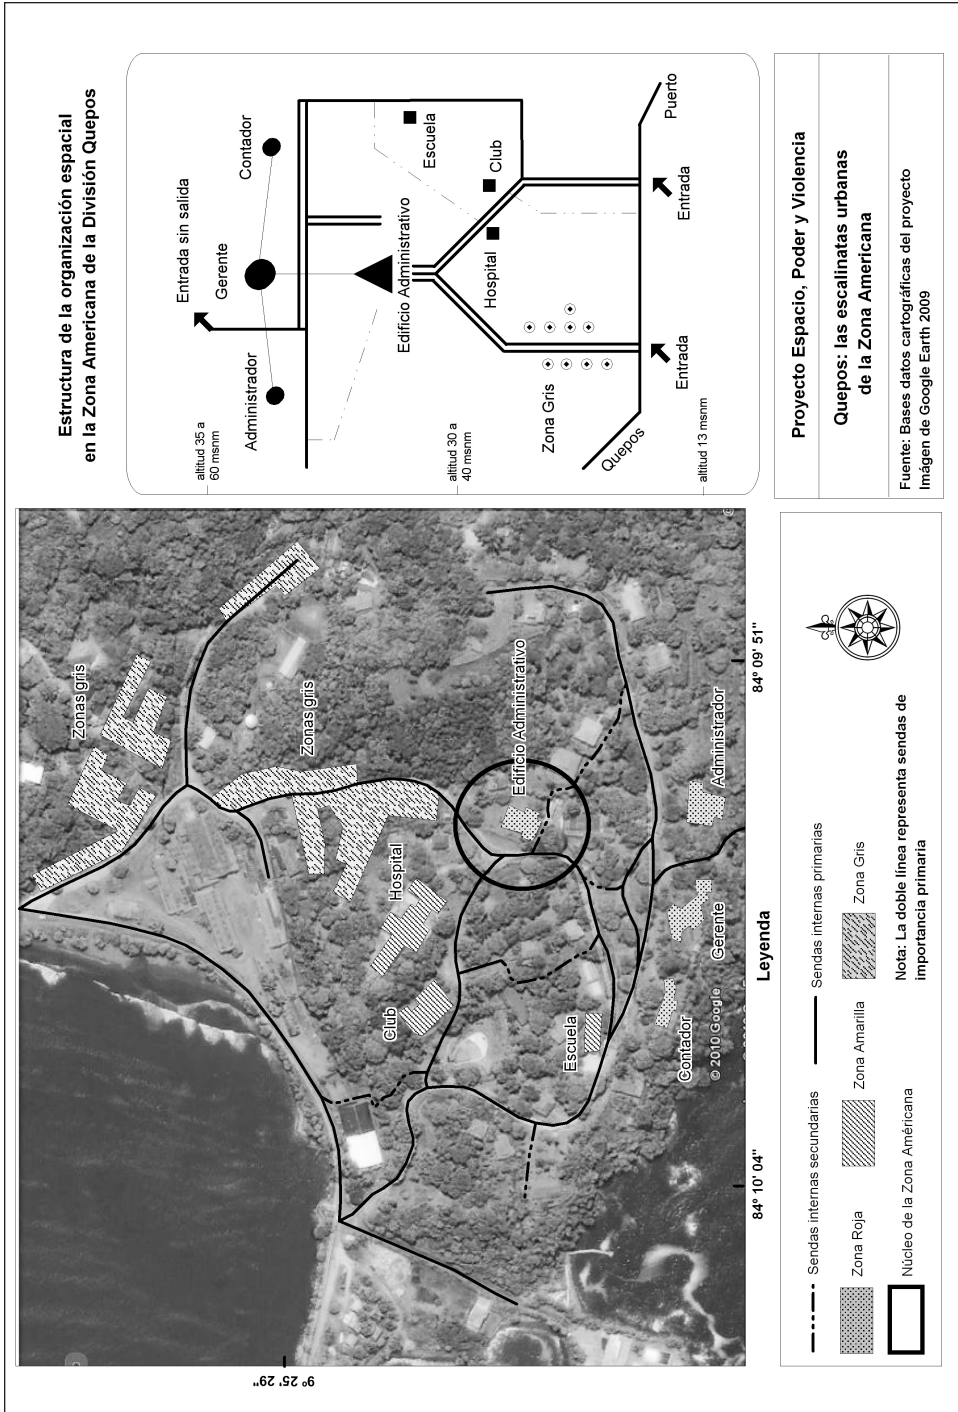 Estructura de la organización espacial
en la Zona Americana de la División Quepos
altitud 35 a
60 msnm
altitud 30 a
40 msnm
altitud 13 msnm
Entrada sin salida
Administrador
Gerente
Contador
Edificio Administrativo
Escuela
Club
Hospital
Zona Gris
Quepos
Entrada
Entrada
Puerto
Proyecto Espacio, Poder y Violencia
Quepos: las escalinatas urbanas
de la Zona Americana
Fuente: Bases datos cartográficas del proyecto
Imágen de Google Earth 2009
Zonas gris
Zonas gris
Hospital
Club
Edificio Administrativo
Escuela
Contador
Gerente
Administrador
© 2010 Google
9º 25' 29"
84º 10' 04"
84º 09' 51"
Leyenda
Sendas internas secundarias
Sendas internas primarias
Zona Roja
Zona Amarilla
Zona Gris
Núcleo de la Zona Américana
Nota: La doble línea representa sendas de
importancia primaria